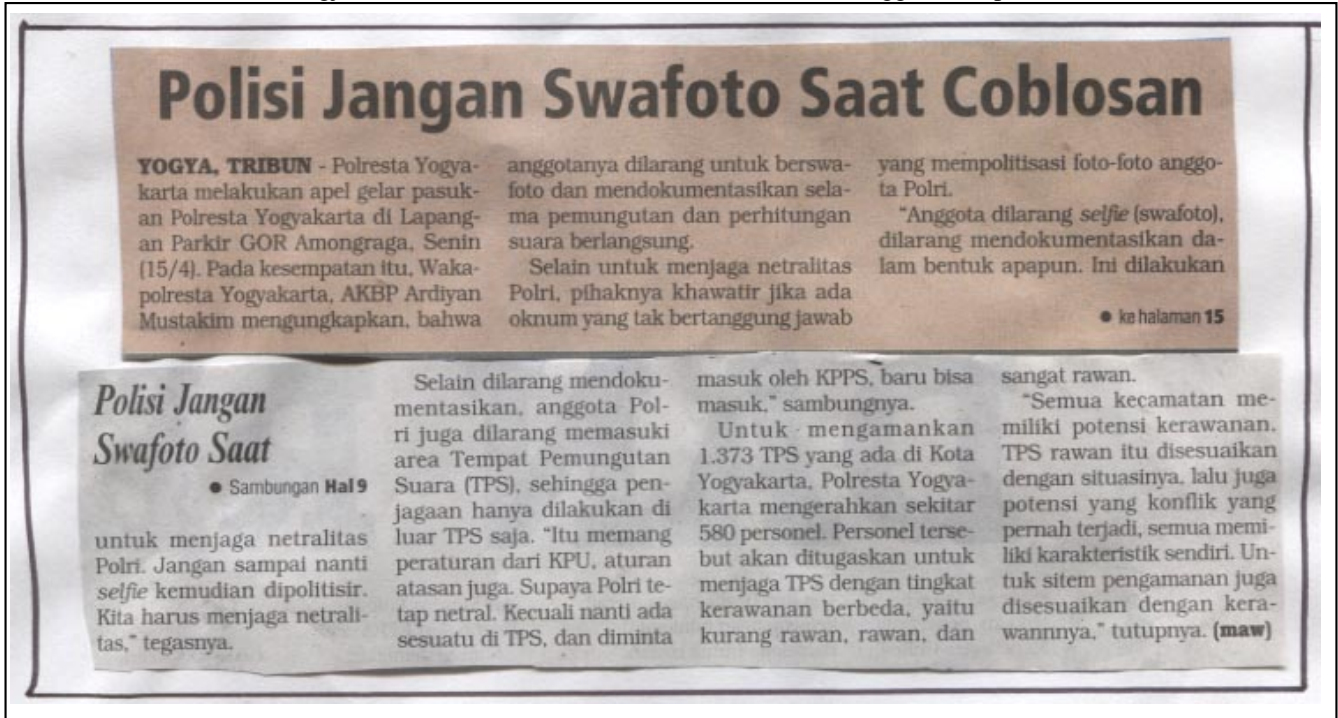 Polisi Jangan Swafoto Saat Coblosan
YOGYA, TRIBUN - Polresta Yogya-
karta melakukan apel gelar pasuk-
an Polresta Yogyakarta di Lapang-
an Parkir GOR Amongraga, Senin
(15/4). Pada kesempatan itu, Waka-
polresta Yogyakarta, AKBP Ardiyan
Mustakim mengungkapkan, bahwa
anggotanya dilarang untuk berswa-
foto dan mendokumentasikan sela-
ma pemungutan dan perhitungan
suara berlangsung.
Selain untuk menjaga netralitas
Polri, pihaknya khawatir jika ada
oknum yang tak bertanggung jawab
yang mempolitisasi foto-foto anggo-
ta Polri.
"Anggota dilarang selfie (swafoto),
dilarang mendokumentasikan da-
lam bentuk apapun. Ini dilakukan
● ke halaman 15
Polisi Jangan
Swafoto Saat
● Sambungan Hal 9
untuk menjaga netralitas
Polri. Jangan sampai nanti
selfie kemudian dipolitisir.
Kita harus menjaga netrali-
tas," tegasnya.
Selain dilarang mendoku-
mentasikan, anggota Pol-
ri juga dilarang memasuki
area Tempat Pemungutan
Suara (TPS), sehingga pen-
jagaan hanya dilakukan di
luar TPS saja. "Itu memang
peraturan dari KPU, aturan
atasan juga. Supaya Polri te-
tap netral. Kecuali nanti ada
sesuatu di TPS, dan diminta
masuk oleh KPPS, baru bisa
masuk," sambungnya.
Untuk mengamankan
1.373 TPS yang ada di Kota
Yogyakarta, Polresta Yogya-
karta mengerahkan sekitar
580 personel. Personel terse-
but akan ditugaskan untuk
menjaga TPS dengan tingkat
kerawanan berbeda, yaitu
kurang rawan, rawan, dan
sangat rawan.
"Semua kecamatan me-
miliki potensi kerawanan.
TPS rawan itu disesuaikan
dengan situasinya, lalu juga
potensi yang konflik yang
pernah terjadi, semua memi-
liki karakteristik sendiri. Un-
tuk sitem pengamanan juga
disesuaikan dengan kera-
wannnya," tutupnya. (maw)